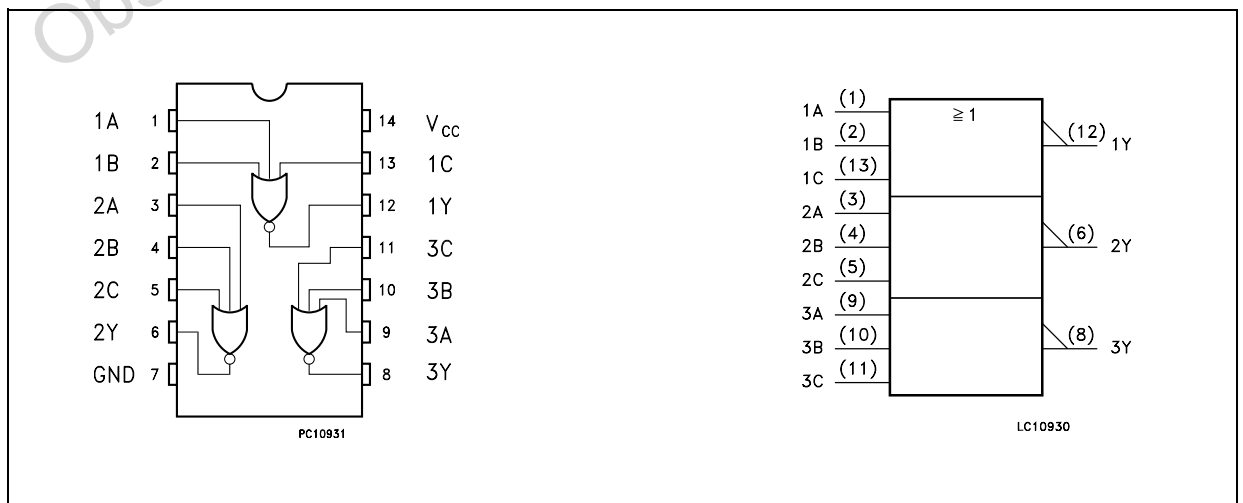 1A 1 14 VCC
1B 2 13 1C
2A 3 12 1Y
2B 4 11 3C
2C 5 10 3B
2Y 6 9 3A
GND 7 8 3Y
PC10931
≧ 1
1A (1)
1B (2)
1C (13)
2A (3)
2B (4)
2C (5)
3A (9)
3B (10)
3C (11)
(12) 1Y
(6) 2Y
(8) 3Y
LC10930